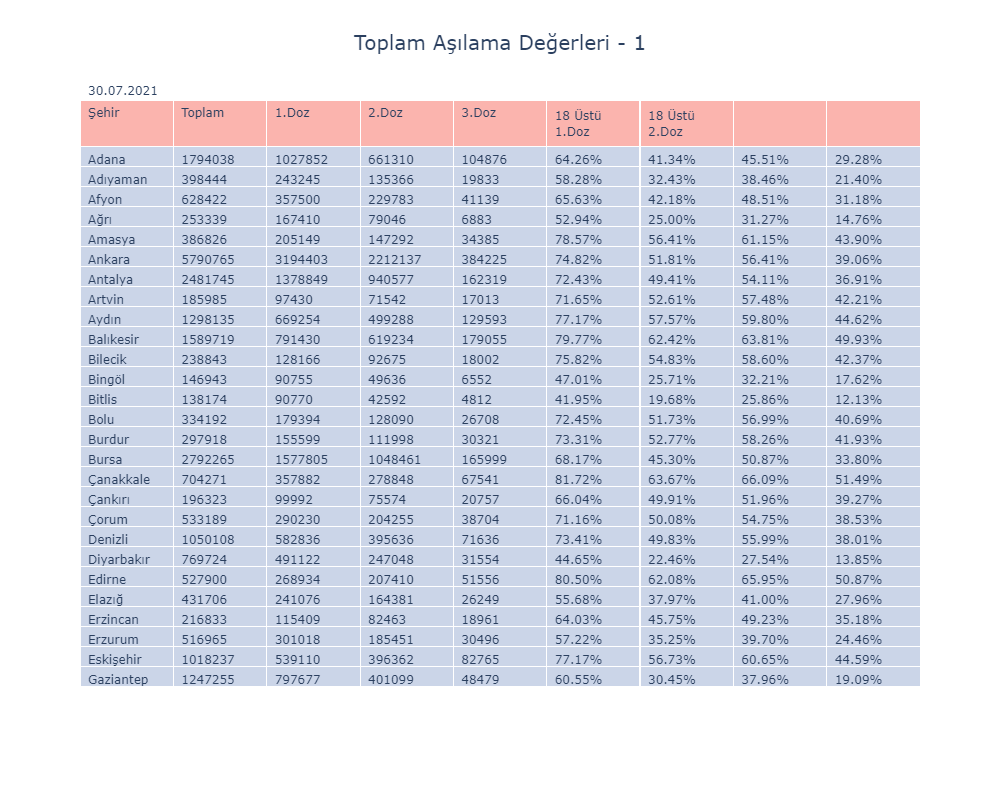 Toplam Aşılama Değerleri - 1
30.07.2021
Şehir Toplam 1.Doz 2.Doz 3.Doz 18 Üstü 1.Doz 18 Üstü 2.Doz
Adana 1794038 1027852 661310 104876 64.26% 41.34% 45.51% 29.28%
Adıyaman 398444 243245 135366 19833 58.28% 32.43% 38.46% 21.40%
Afyon 628422 357500 229783 41139 65.63% 42.18% 48.51% 31.18%
Ağrı 253339 167410 79046 6883 52.94% 25.00% 31.27% 14.76%
Amasya 386826 205149 147292 34385 78.57% 56.41% 61.15% 43.90%
Ankara 5790765 3194403 2212137 384225 74.82% 51.81% 56.41% 39.06%
Antalya 2481745 1378849 940577 162319 72.43% 49.41% 54.11% 36.91%
Artvin 185985 97430 71542 17013 71.65% 52.61% 57.48% 42.21%
Aydın 1298135 669254 499288 129593 77.17% 57.57% 59.80% 44.62%
Balıkesir 1589719 791430 619234 179055 79.77% 62.42% 63.81% 49.93%
Bilecik 238843 128166 92675 18002 75.82% 54.83% 58.60% 42.37%
Bingöl 146943 90755 49636 6552 47.01% 25.71% 32.21% 17.62%
Bitlis 138174 90770 42592 4812 41.95% 19.68% 25.86% 12.13%
Bolu 334192 179394 128090 26708 72.45% 51.73% 56.99% 40.69%
Burdur 297918 155599 111998 30321 73.31% 52.77% 58.26% 41.93%
Bursa 2792265 1577805 1048461 165999 68.17% 45.30% 50.87% 33.80%
Çanakkale 704271 357882 278848 67541 81.72% 63.67% 66.09% 51.49%
Çankırı 196323 99992 75574 20757 66.04% 49.91% 51.96% 39.27%
Çorum 533189 290230 204255 38704 71.16% 50.08% 54.75% 38.53%
Denizli 1050108 582836 395636 71636 73.41% 49.83% 55.99% 38.01%
Diyarbakır 769724 491122 247048 31554 44.65% 22.46% 27.54% 13.85%
Edirne 527900 268934 207410 51556 80.50% 62.08% 65.95% 50.87%
Elazığ 431706 241076 164381 26249 55.68% 37.97% 41.00% 27.96%
Erzincan 216833 115409 82463 18961 64.03% 45.75% 49.23% 35.18%
Erzurum 516965 301018 185451 30496 57.22% 35.25% 39.70% 24.46%
Eskişehir 1018237 539110 396362 82765 77.17% 56.73% 60.65% 44.59%
Gaziantep 1247255 797677 401099 48479 60.55% 30.45% 37.96% 19.09%